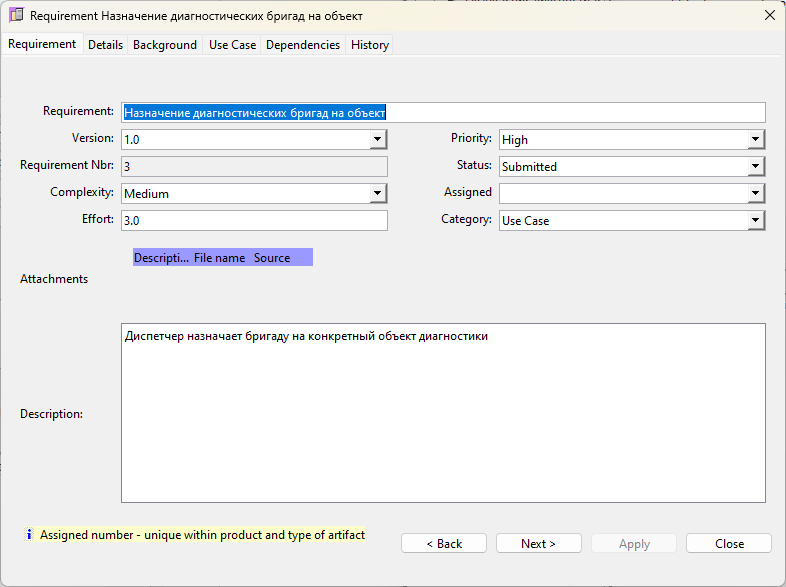 Requirement Назначение диагностических бригад на объект
Requirement Details Background Use Case Dependencies History
Requirement: Назначение диагностических бригад на объект
Version: 1.0 Priority: High
Requirement Nbr: 3 Status: Submitted
Complexity: Medium Assigned
Effort: 3.0 Category: Use Case
Descripti... File name Source
Attachments
Диспетчер назначает бригаду на конкретный объект диагностики
Description:
Assigned number - unique within product and type of artifact
< Back Next > Apply Close